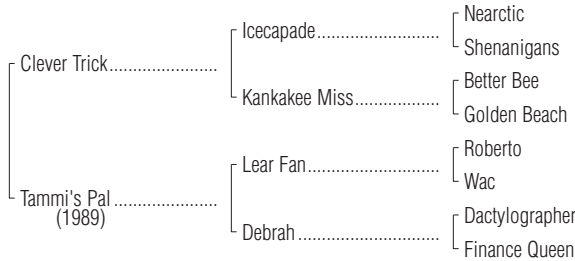 Nearctic
Icecapade
Shenanigans
Clever Trick
Better Bee
Kankakee Miss
Golden Beach
Roberto
Lear Fan
Wac
Tammi's Pal
(1989)
Dactylographer
Debrah
Finance Queen